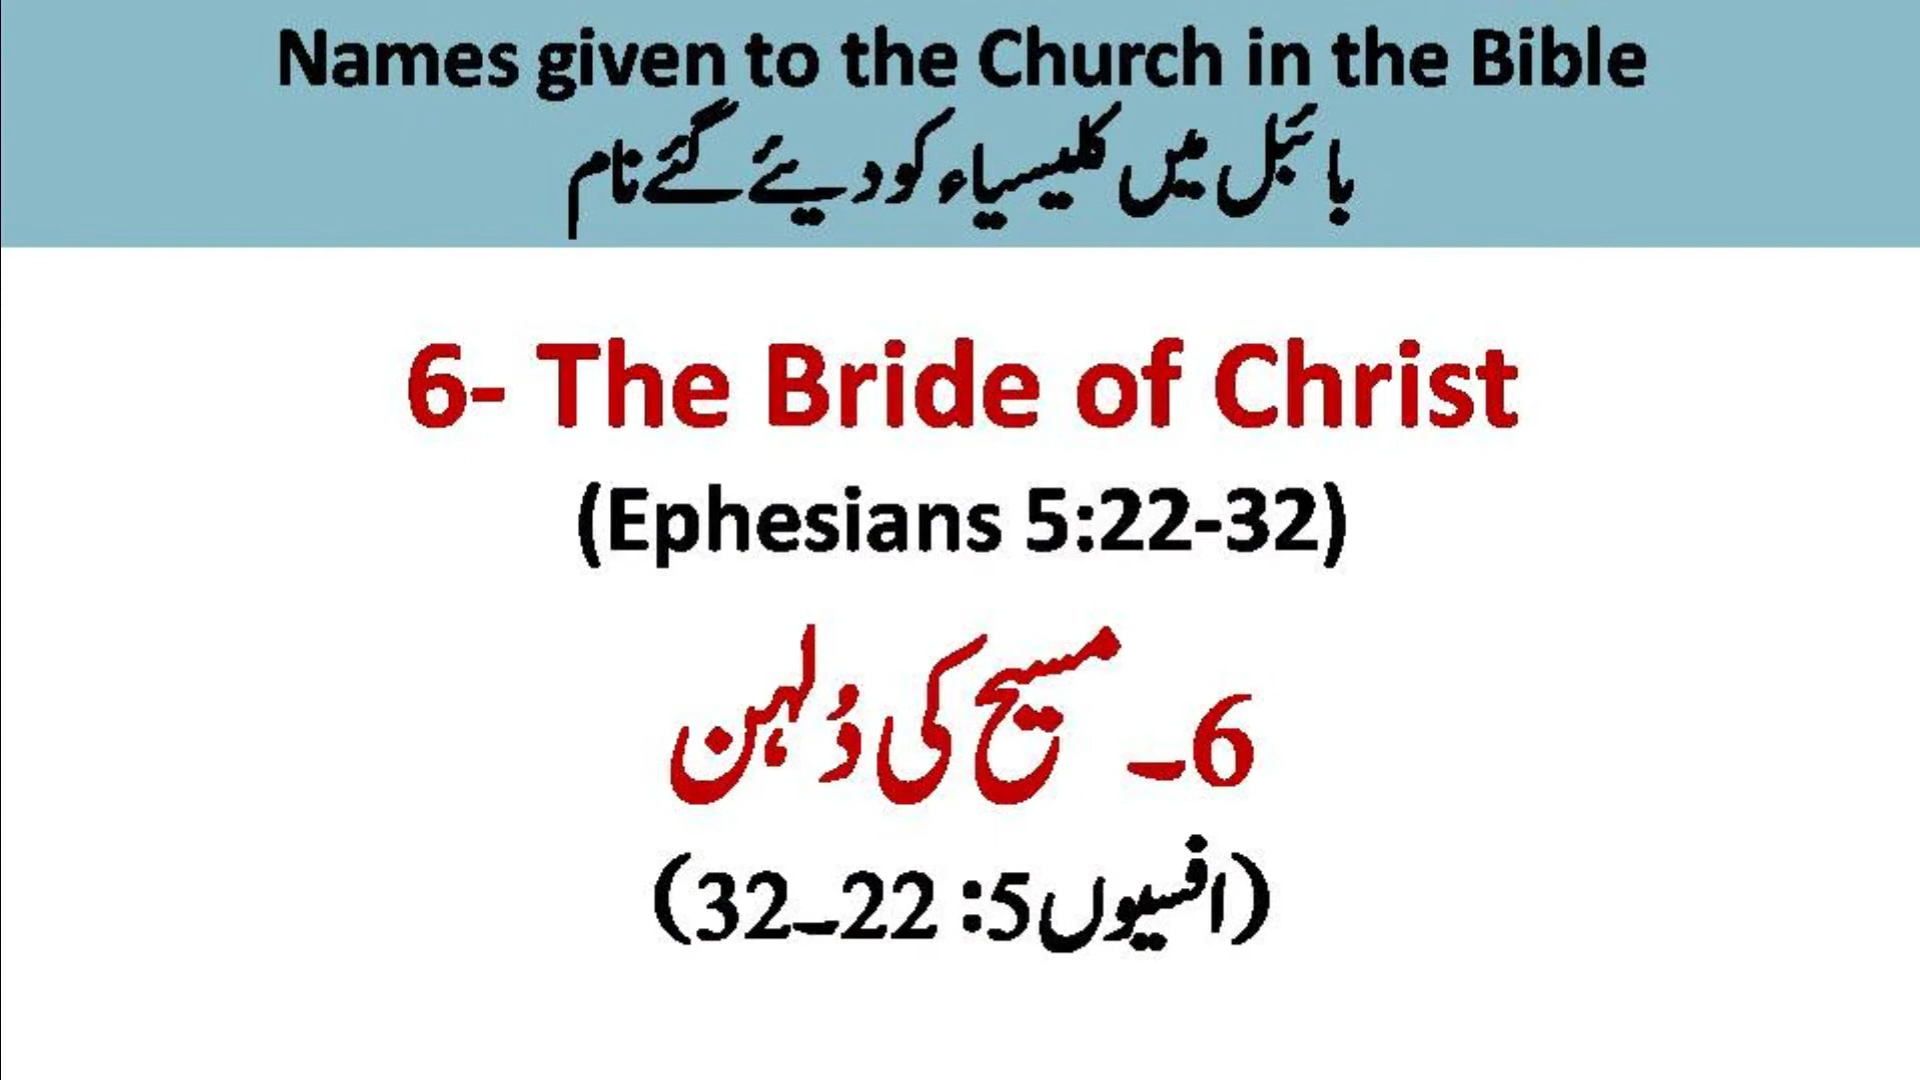 Names given to the Church in the Bible
بائبل میں کلیسیاء کو دیئے گئے نام
6- The Bride of Christ
(Ephesians 5:22-32)
6۔ مسیح کی دُلہن
(افسیوں5: 22۔32)